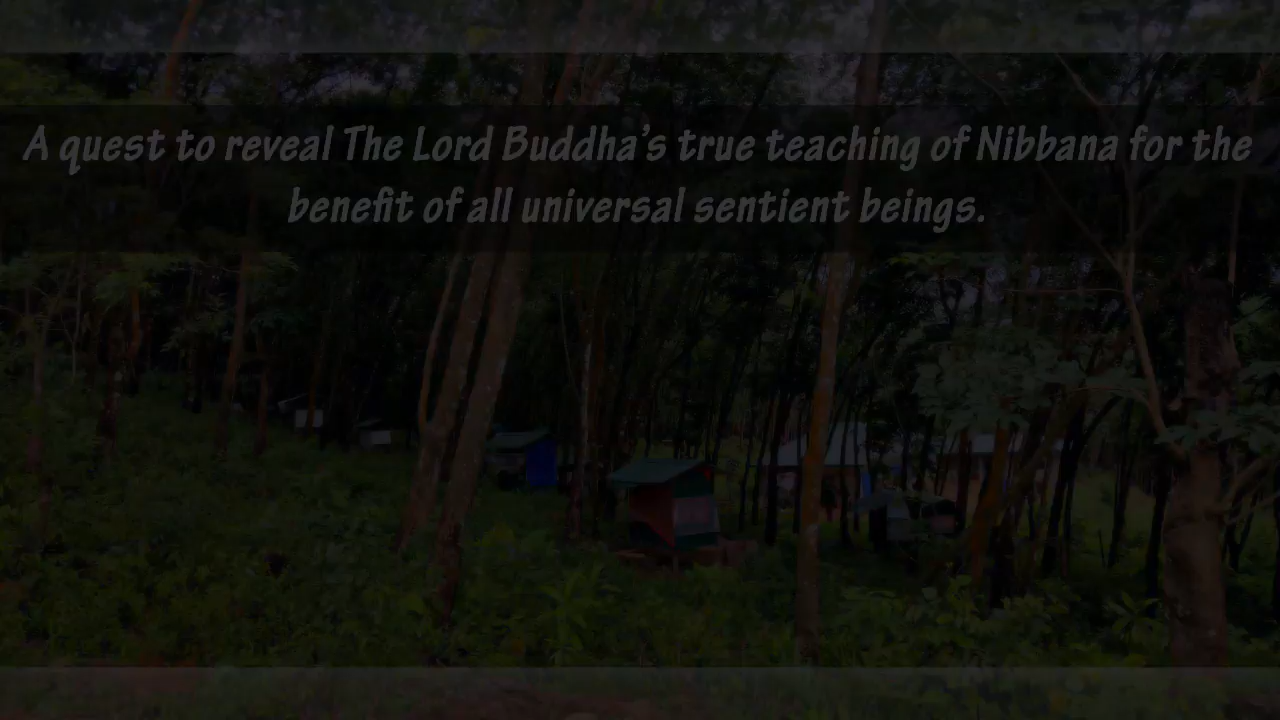 A quest to reveal The Lord Buddha’s true teaching of Nibbana for the
benefit of all universal sentient beings.